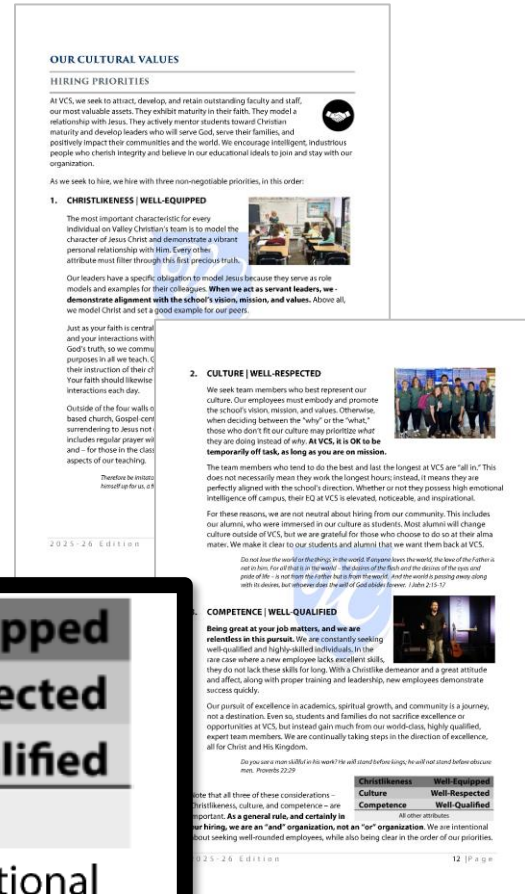 OUR CULTURAL VALUES
HIRING PRIORITIES
At VCS, we seek to attract, develop, and retain outstanding faculty and staff,
our most valuable assets. They exhibit maturity in their faith. They model a
relationship with Jesus. They actively mentor students toward Christian
maturity and develop leaders who will serve God, serve their families, and
positively impact their communities and the world. We encourage intelligent, industrious
people who cherish integrity and believe in our educational ideals to join and stay with our
organization.
As we seek to hire, we hire with three non-negotiable priorities, in this order:
1. CHRISTLIKENESS | WELL-EQUIPPED
The most important characteristic for every
individual on Valley Christian's team is to model the
character of Jesus Christ and demonstrate a vibrant
personal relationship with Him. Every other
attribute must filter through this first precious truth.
Our leaders have a specific obligation to model Jesus because they serve as role
models and examples for their colleagues. When we act as servant leaders, we -
demonstrate alignment with the school's vision, mission, and values. Above all,
we model Christ and set a good example for our peers.
Just as your faith is central
and your interactions with
God's truth, so we commu
purposes in all we teach.
their instruction of their ch
Your faith should likewise
interactions each day.
Outside of the four walls o
based church, Gospel-cent
surrendering to Jesus not
includes regular prayer wi
and – for those in the class
aspects of our teaching.
Therefore be imitato
himself up for us, a f
2025-26 Edition
2. CULTURE | WELL-RESPECTED
We seek team members who best represent our
culture. Our employees must embody and promote
the school's vision, mission, and values. Otherwise,
when deciding between the "why" or the "what,"
those who don't fit our culture may prioritize what
they are doing instead of why. At VCS, it is OK to be
temporarily off task, as long as you are on mission.
The team members who tend to do the best and last the longest at VCS are "all in." This
does not necessarily mean they work the longest hours; instead, it means they are
perfectly aligned with the school's direction. Whether or not they possess high emotional
intelligence off campus, their EQ at VCS is elevated, noticeable, and inspirational.
For these reasons, we are not neutral about hiring from our community. This includes
our alumni, who were immersed in our culture as students. Most alumni will change
culture outside of VCS, but we are grateful for those who choose to do so at their alma
mater. We make it clear to our students and alumni that we want them back at VCS.
Do not love the world or the things in the world. If anyone loves the world, the love of the Father is
not in him. For all that is in the world – the desires of the flesh and the desires of the eyes and
pride of life – is not from the Father but is from the world. And the world is passing away along
with its desires, but whoever does the will of God abides forever. 1 John 2:15-17
COMPETENCE | WELL-QUALIFIED
Being great at your job matters, and we are
relentless in this pursuit. We are constantly seeking
well-qualified and highly-skilled individuals. In the
rare case where a new employee lacks excellent skills,
they do not lack these skills for long. With a Christlike demeanor and a great attitude
and affect, along with proper training and leadership, new employees demonstrate
success quickly.
Our pursuit of excellence in academics, spiritual growth, and community is a journey,
not a destination. Even so, students and families do not sacrifice excellence or
opportunities at VCS, but instead gain much from our world-class, highly qualified,
expert team members. We are continually taking steps in the direction of excellence,
all for Christ and His Kingdom.
Do you see a man skillful in his work? He will stand before kings; he will not stand before obscure
men. Proverbs 22:29
Note that all three of these considerations –
Christlikeness, culture, and competence – are
important. As a general rule, and certainly in
our hiring, we are an "and" organization, not an "or" organization. We are intentional
about seeking well-rounded employees, while also being clear in the order of our priorities.
Christlikeness Well-Equipped
Culture Well-Respected
Competence Well-Qualified
All other attributes
025-26 Edition 12 | Page
pped
ected
lified
tional